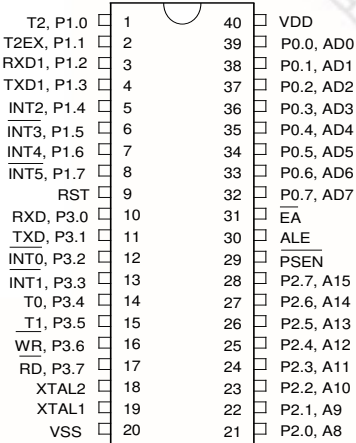 T2, P1.0 1 40 VDD
T2EX, P1.1 2 39 P0.0, AD0
RXD1, P1.2 3 38 P0.1, AD1
TXD1, P1.3 4 37 P0.2, AD2
INT2, P1.4 5 36 P0.3, AD3
INT3, P1.5 6 35 P0.4, AD4
INT4, P1.6 7 34 P0.5, AD5
INT5, P1.7 8 33 P0.6, AD6
RST 9 32 P0.7, AD7
RXD, P3.0 10 31 EA
TXD, P3.1 11 30 ALE
INT0, P3.2 12 29 PSEN
INT1, P3.3 13 28 P2.7, A15
T0, P3.4 14 27 P2.6, A14
T1, P3.5 15 26 P2.5, A13
WR, P3.6 16 25 P2.4, A12
RD, P3.7 17 24 P2.3, A11
XTAL2 18 23 P2.2, A10
XTAL1 19 22 P2.1, A9
VSS 20 21 P2.0, A8